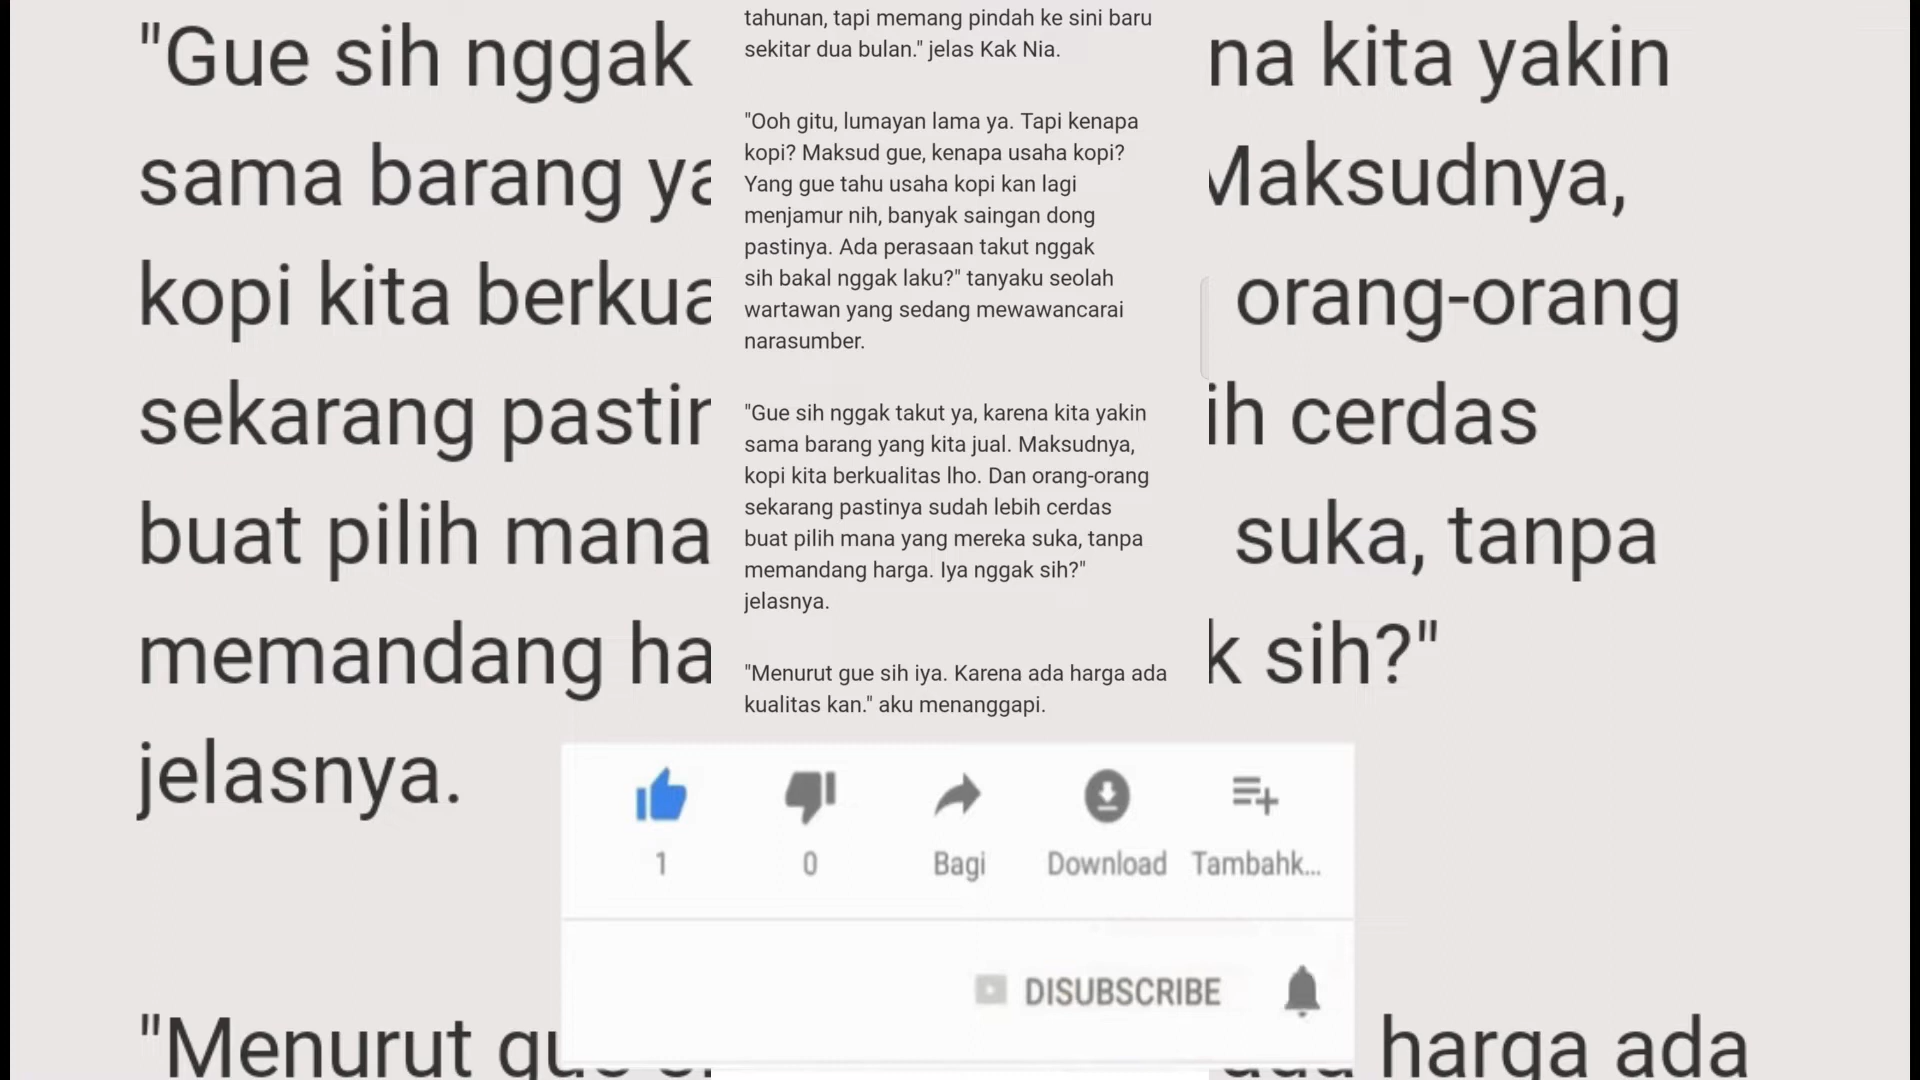 tahunan, tapi memang pindah ke sini baru
sekitar dua bulan." jelas Kak Nia.
"Ooh gitu, lumayan lama ya. Tapi kenapa
kopi? Maksud gue, kenapa usaha kopi?
Yang gue tahu usaha kopi kan lagi
menjamur nih, banyak saingan dong
pastinya. Ada perasaan takut nggak
sih bakal nggak laku?" tanyaku seolah
wartawan yang sedang mewawancarai
narasumber.
"Gue sih nggak takut ya, karena kita yakin
sama barang yang kita jual. Maksudnya,
kopi kita berkualitas lho. Dan orang-orang
sekarang pastinya sudah lebih cerdas
buat pilih mana yang mereka suka, tanpa
memandang harga. Iya nggak sih?"
jelasnya.
"Menurut gue sih iya. Karena ada harga ada
kualitas kan." aku menanggapi.
"Gue sih nggak
na kita yakin
sama barang
Maksudnya,
kopi kita
orang-orang
sekarang
cerdas
buat pilih mana
suka, tanpa
memandang
sih?"
jelasnya.
"Menurut
harga ada
1
0
Bagi
Download
Tambahk...
DISUBSCRIBE